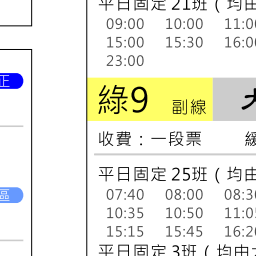 平日固定 21班 ( 均由
09:00 10:00 11:0
15:00 15:30 16:0
23:00
正
綠9 副線
收費：一段票
平日固定 25班 ( 均由
07:40 08:00 08:3
區
10:35 10:50 11:0
15:15 15:45 16:2
平日固定 3班 ( 均由